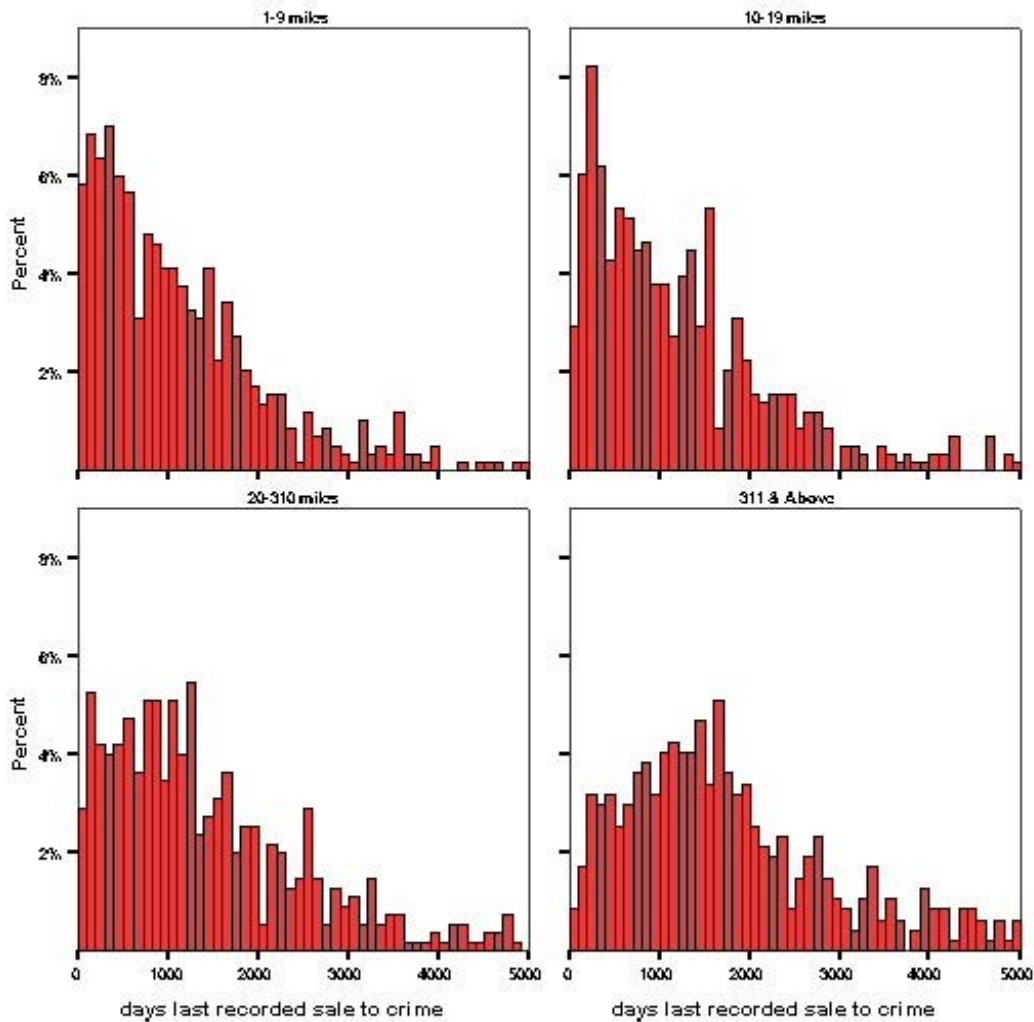 1-9 miles
10-19 miles
8%
6%
4%
2%
Percent
20-310 miles
311 & Above
8%
6%
4%
2%
Percent
0 1000 2000 3000 4000 5000
0 1000 2000 3000 4000 5000
days last recorded sale to crime
days last recorded sale to crime